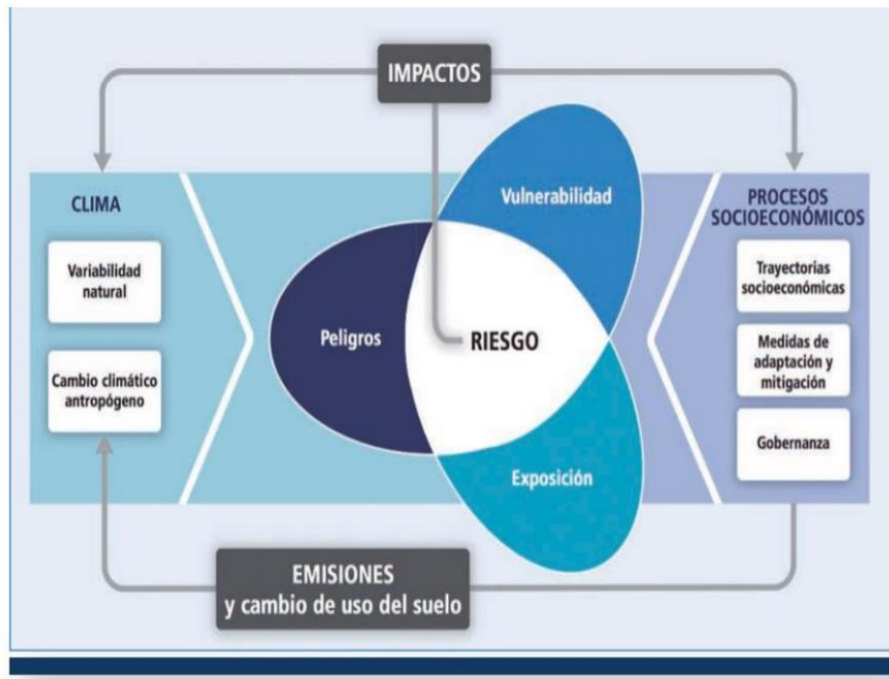 IMPACTOS
CLIMA
Variabilidad
natural
Cambio climático
antropógeno
Vulnerabilidad
Peligros
RIESGO
Exposición
PROCESOS
SOCIOECONÓMICOS
Trayectorias
socioeconómicas
Medidas de
adaptación y
mitigación
Gobernanza
EMISIONES
y cambio de uso del suelo